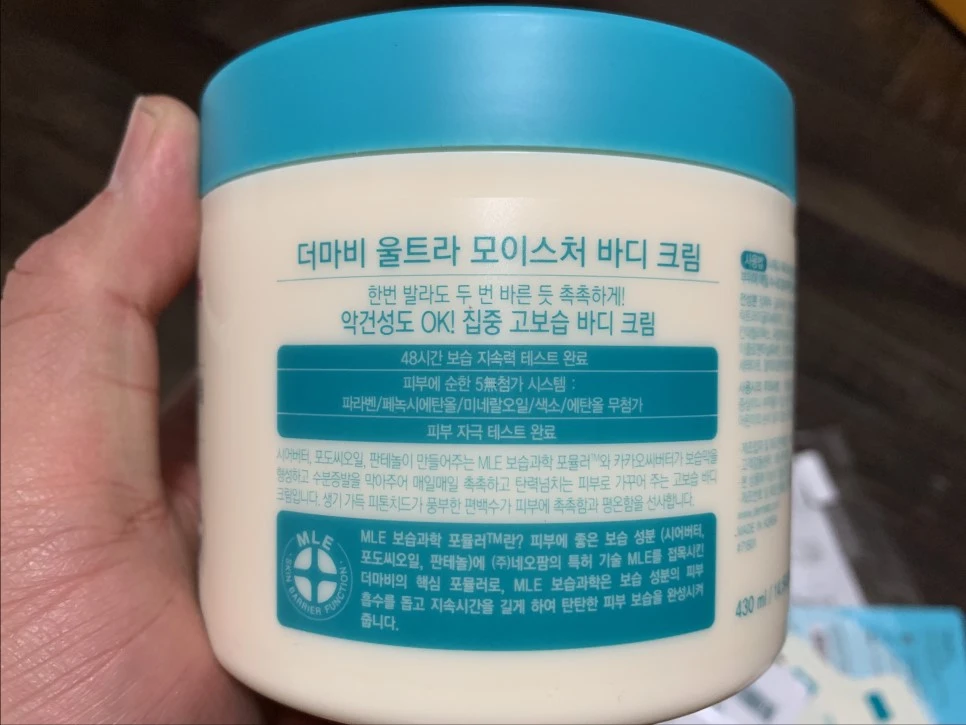 더마비 울트라 모이스처 바디 크림
한번 발라도 두 번 바른 듯 촉촉하게!
악건성도 OK! 집중 고보습 바디 크림
48시간 보습 지속력 테스트 완료
피부에 순한 5無첨가 시스템 :
파라벤/페녹시에탄올/미네랄오일/색소/에탄올 무첨가
피부 자극 테스트 완료
시어버터, 포도씨오일, 판테놀이 만들어주는 MLE 보습과학 포뮬러™와 카카오씨버터가 보습막을
형성하고 수분증발을 막아주어 매일매일 촉촉하고 탄력넘치는 피부로 가꾸어 주는 고보습 바디
크림입니다. 생기 가득 피톤치드가 풍부한 편백수가 피부에 촉촉함과 평온함을 선사합니다.
MLE
· SKIN BARRIER FUNCTION ·
MLE 보습과학 포뮬러™란? 피부에 좋은 보습 성분 (시어버터,
포도씨오일, 판테놀)에 (주)네오팜의 특허 기술 MLE를 접목시킨
더마비의 핵심 포뮬러로, MLE 보습과학은 보습 성분의 피부
흡수를 돕고 지속시간을 길게 하여 탄탄한 피부 보습을 완성시켜
줍니다.
사용법
MADE IN KOREA
430 ml /